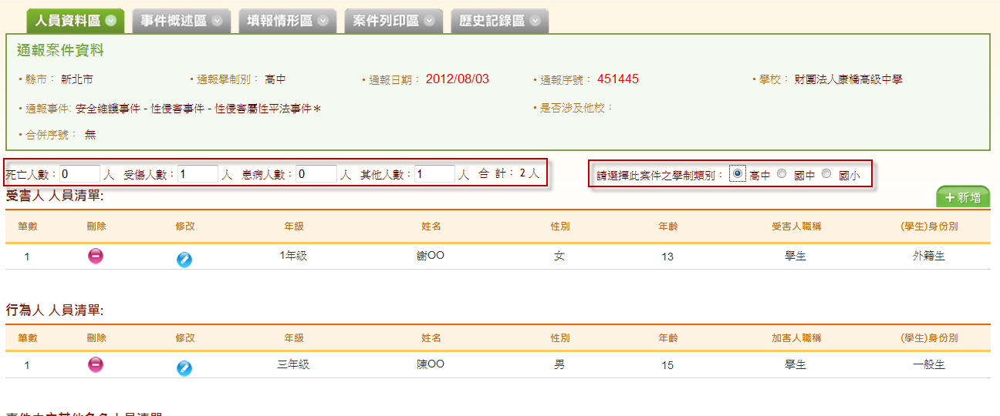 人員資料區 事件概述區 填報情形區 案件列印區 歷史記錄區
通報案件資料
•縣市： 新北市 •通報學制別： 高中 •通報日期： 2012/08/03 •通報序號： 451445 •學校： 財團法人康橋高級中學
•通報事件: 安全維護事件－性侵害事件－性侵害屬性平法事件＊ •是否涉及他校：
•合併序號： 無
死亡人數：0 人 受傷人數：1 人 患病人數：0 人 其他人數：1 人 合 計：2 人 請選擇此案件之學制類別： 高中 國中 國小
受害人 人員清單:
＋新增
筆數 刪除 修改 年級 姓名 性別 年齡 受害人職稱 (學生)身份別
1 1年級 謝OO 女 13 學生 外籍生
行為人 人員清單:
筆數 刪除 修改 年級 姓名 性別 年齡 加害人職稱 (學生)身份別
1 三年級 陳OO 男 15 學生 一般生